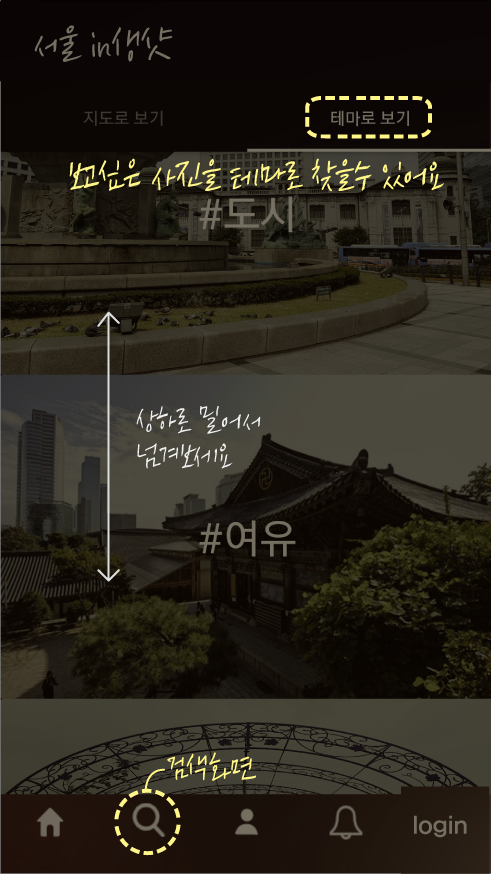 서울 in생샷
지도로 보기
테마로 보기
보고싶은 사진을 테마로 찾을수 있어요
#도시
상하로 밀어서
넘겨보세요
#여유
검색화면
login